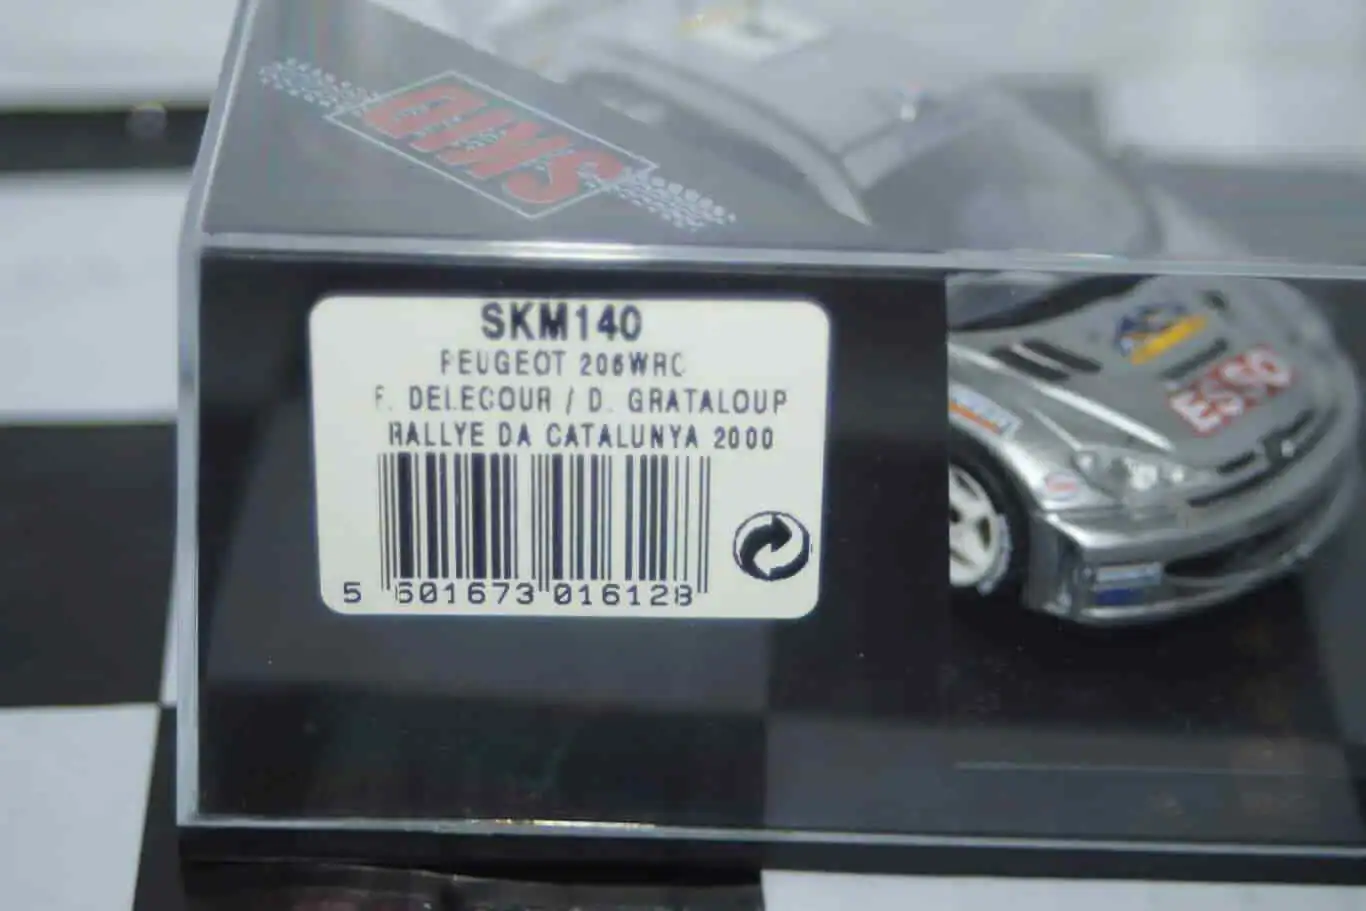 SKID
SKM140
PEUGEOT 206WRC
F. DELECOUR / D. GRATALOUP
RALLYE DA CATALUNYA 2000
5 601673 016128
ESSO